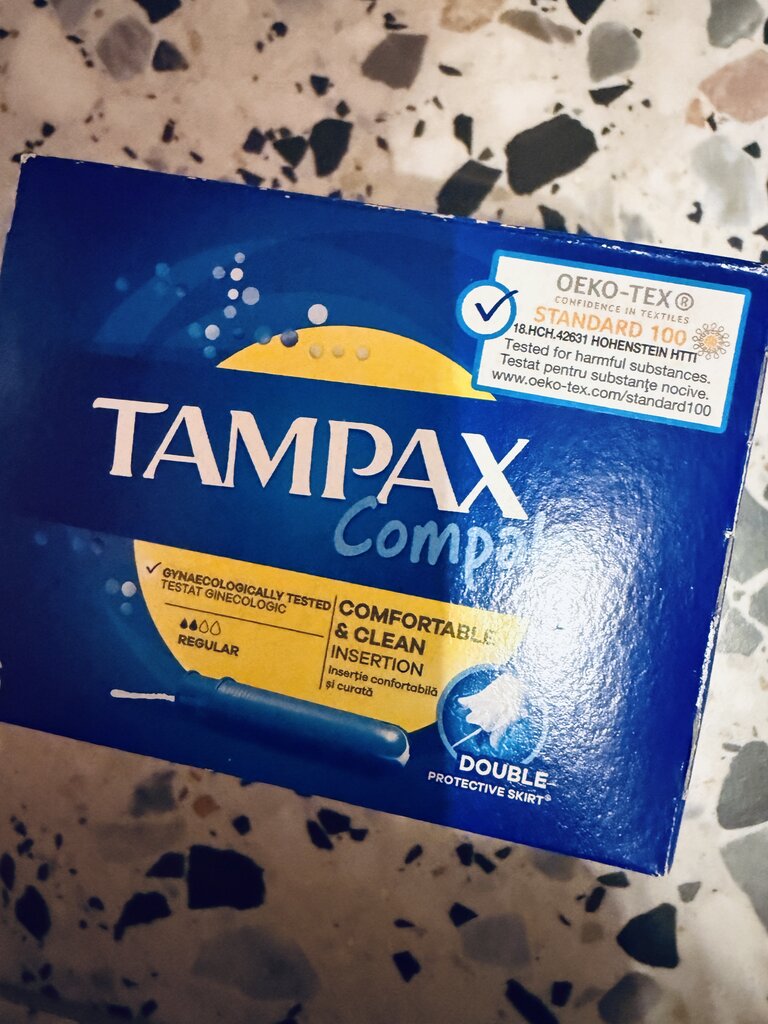 OEKO-TEX®
CONFIDENCE IN TEXTILES
STANDARD 100
18.HCH.42631 HOHENSTEIN HTTI
Tested for harmful substances.
Testat pentru substanţe nocive.
www.oeko-tex.com/standard100
TAMPAX
GYNAECOLOGICALLY TESTED
TESTAT GINECOLOGIC
REGULAR
COMFORTABLE
& CLEAN
INSERTION
Inserţie confortabilă
şi curată
DOUBLE
PROTECTIVE SKIRT®